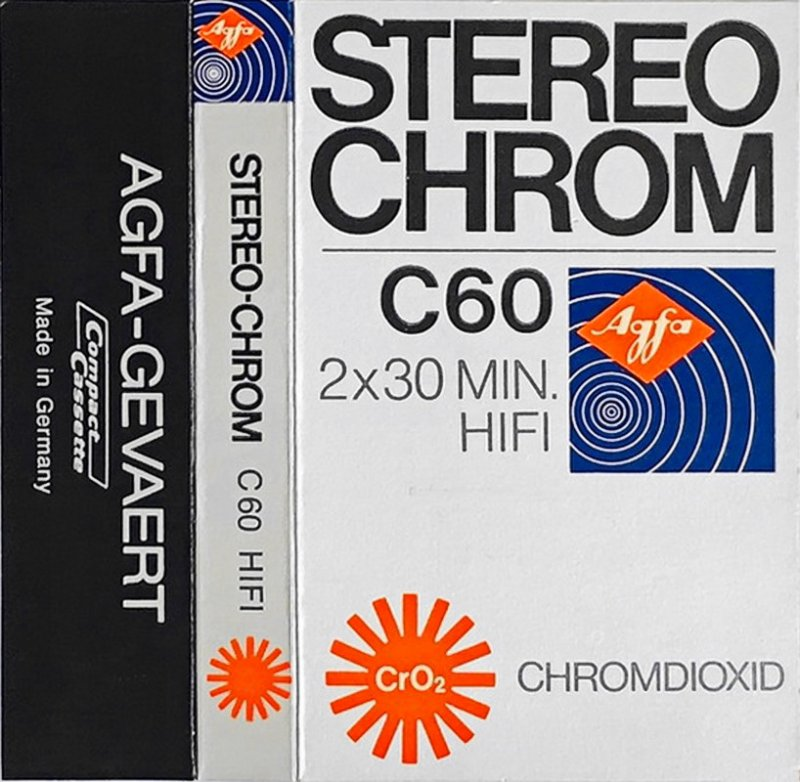 AGFA-GEVAERT
Compact
Cassette
Made in Germany
Agfa
STEREO-CHROM C60 HIFI
STEREO
CHROM
C60
2x30 MIN.
HIFI
Agfa
CrO₂
CHROMDIOXID